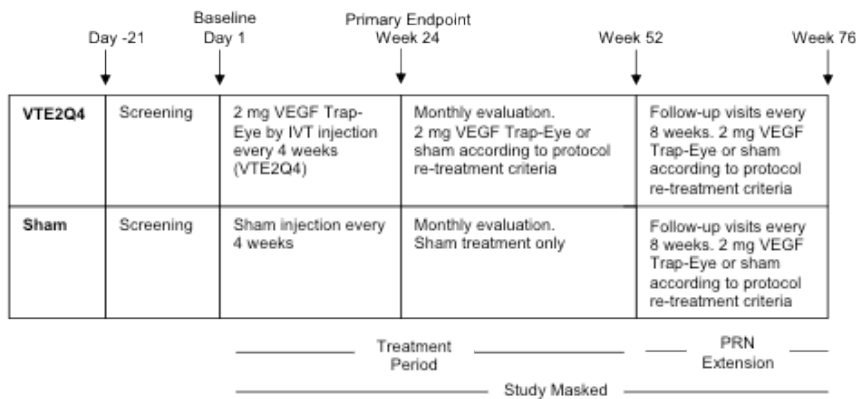 Baseline
Primary Endpoint
Day -21
Day 1
Week 24
Week 52
Week 76
VTE2Q4
Screening
2 mg VEGF Trap-
Eye by IVT injection
every 4 weeks
(VTE2Q4)
Monthly evaluation.
2 mg VEGF Trap-Eye or
sham according to protocol
re-treatment criteria
Follow-up visits every
8 weeks. 2 mg VEGF
Trap-Eye or sham
according to protocol
re-treatment criteria
Sham
Screening
Sham injection every
4 weeks
Monthly evaluation.
Sham treatment only
Follow-up visits every
8 weeks. 2 mg VEGF
Trap-Eye or sham
according to protocol
re-treatment criteria
Treatment
Period
PRN
Extension
Study Masked